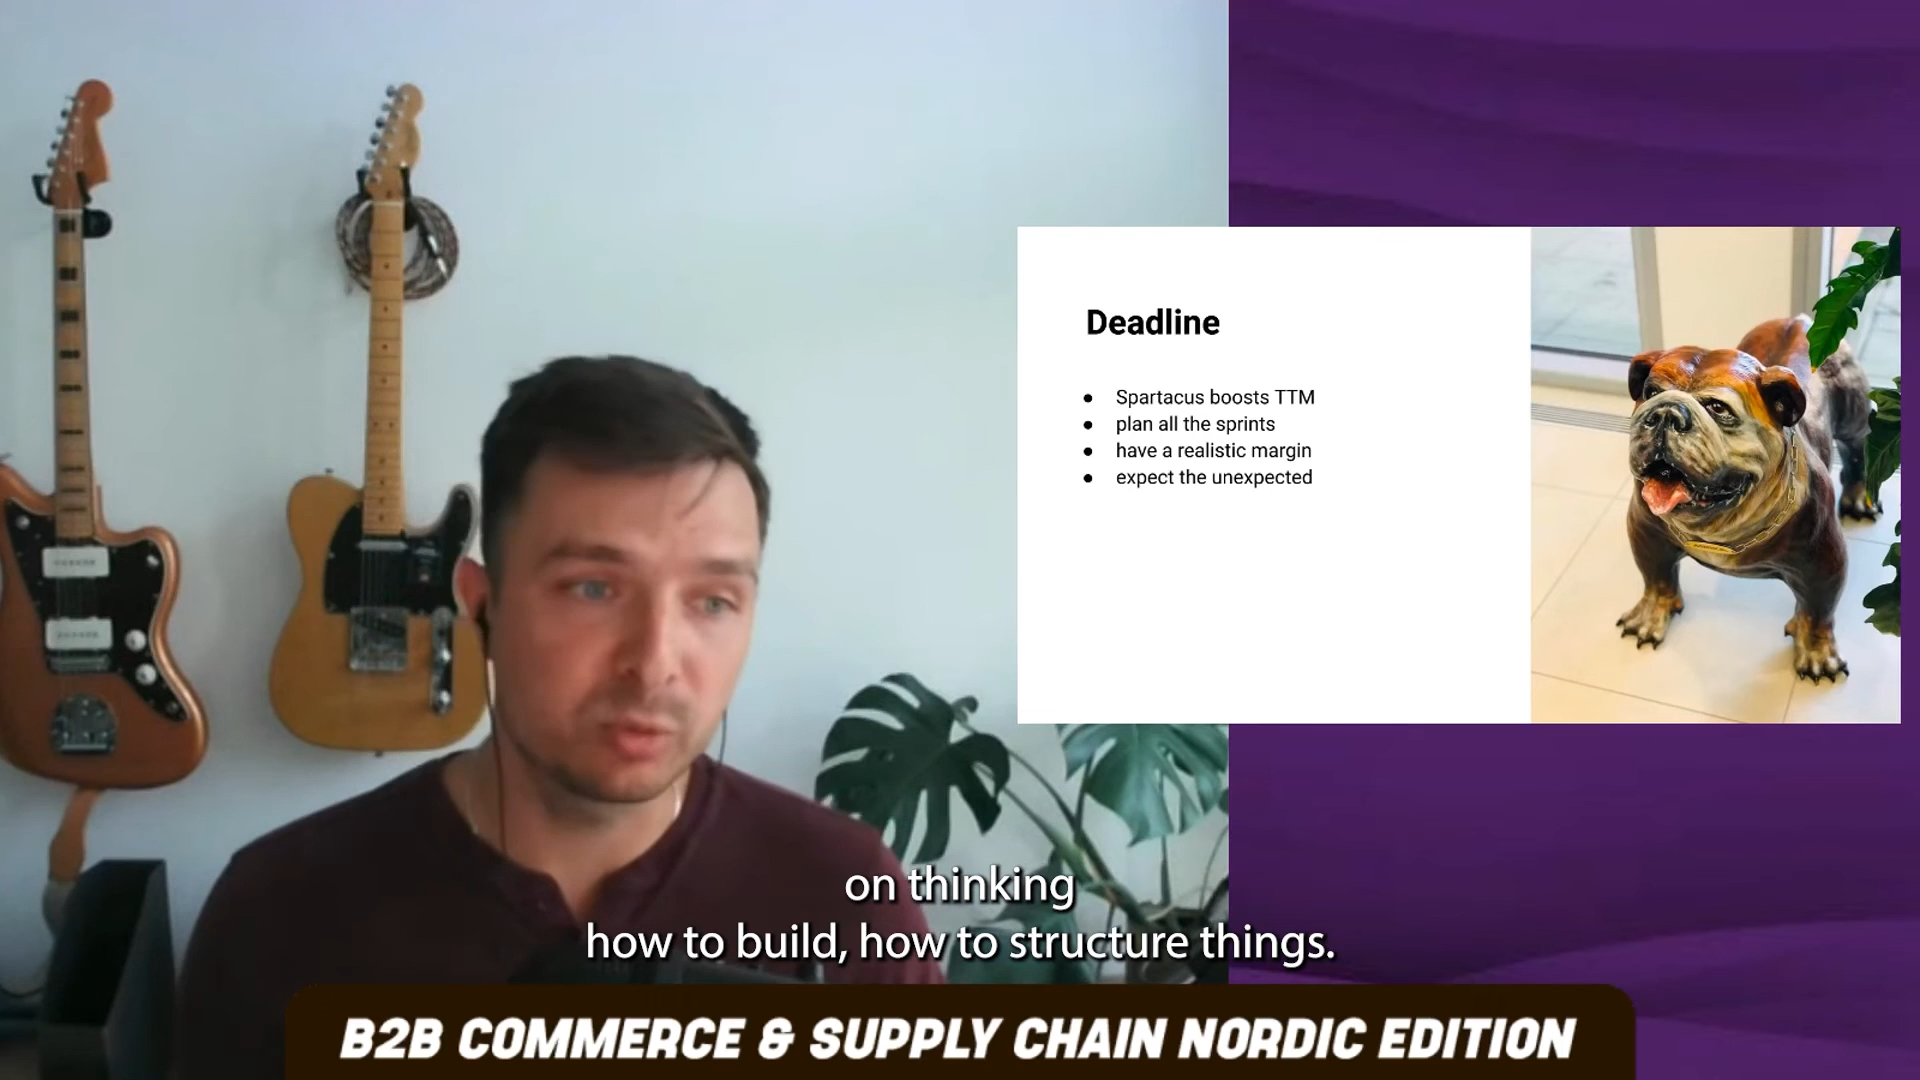 Deadline
● Spartacus boosts TTM
● plan all the sprints
● have a realistic margin
● expect the unexpected
on thinking
how to build, how to structure things.
B2B COMMERCE & SUPPLY CHAIN NORDIC EDITION